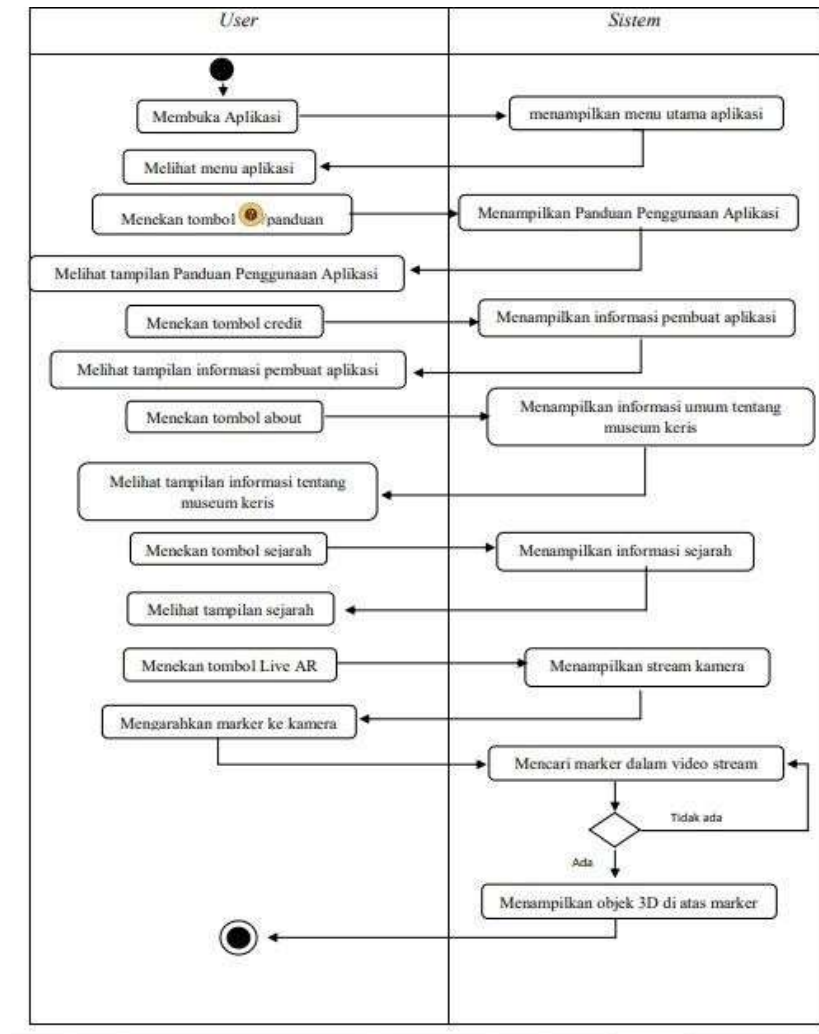 User
Sistem
Membuka Aplikasi
menampilkan menu utama aplikasi
Melihat menu aplikasi
Menekan tombol ? panduan
Menampilkan Panduan Penggunaan Aplikasi
Melihat tampilan Panduan Penggunaan Aplikasi
Menekan tombol credit
Menampilkan informasi pembuat aplikasi
Melihat tampilan informasi pembuat aplikasi
Menekan tombol about
Menampilkan informasi umum tentang
museum keris
Melihat tampilan informasi tentang
museum keris
Menekan tombol sejarah
Menampilkan informasi sejarah
Melihat tampilan sejarah
Menekan tombol Live AR
Menampilkan stream kamera
Mengarahkan marker ke kamera
Mencari marker dalam video stream
Tidak ada
Ada
Menampilkan objek 3D di atas marker